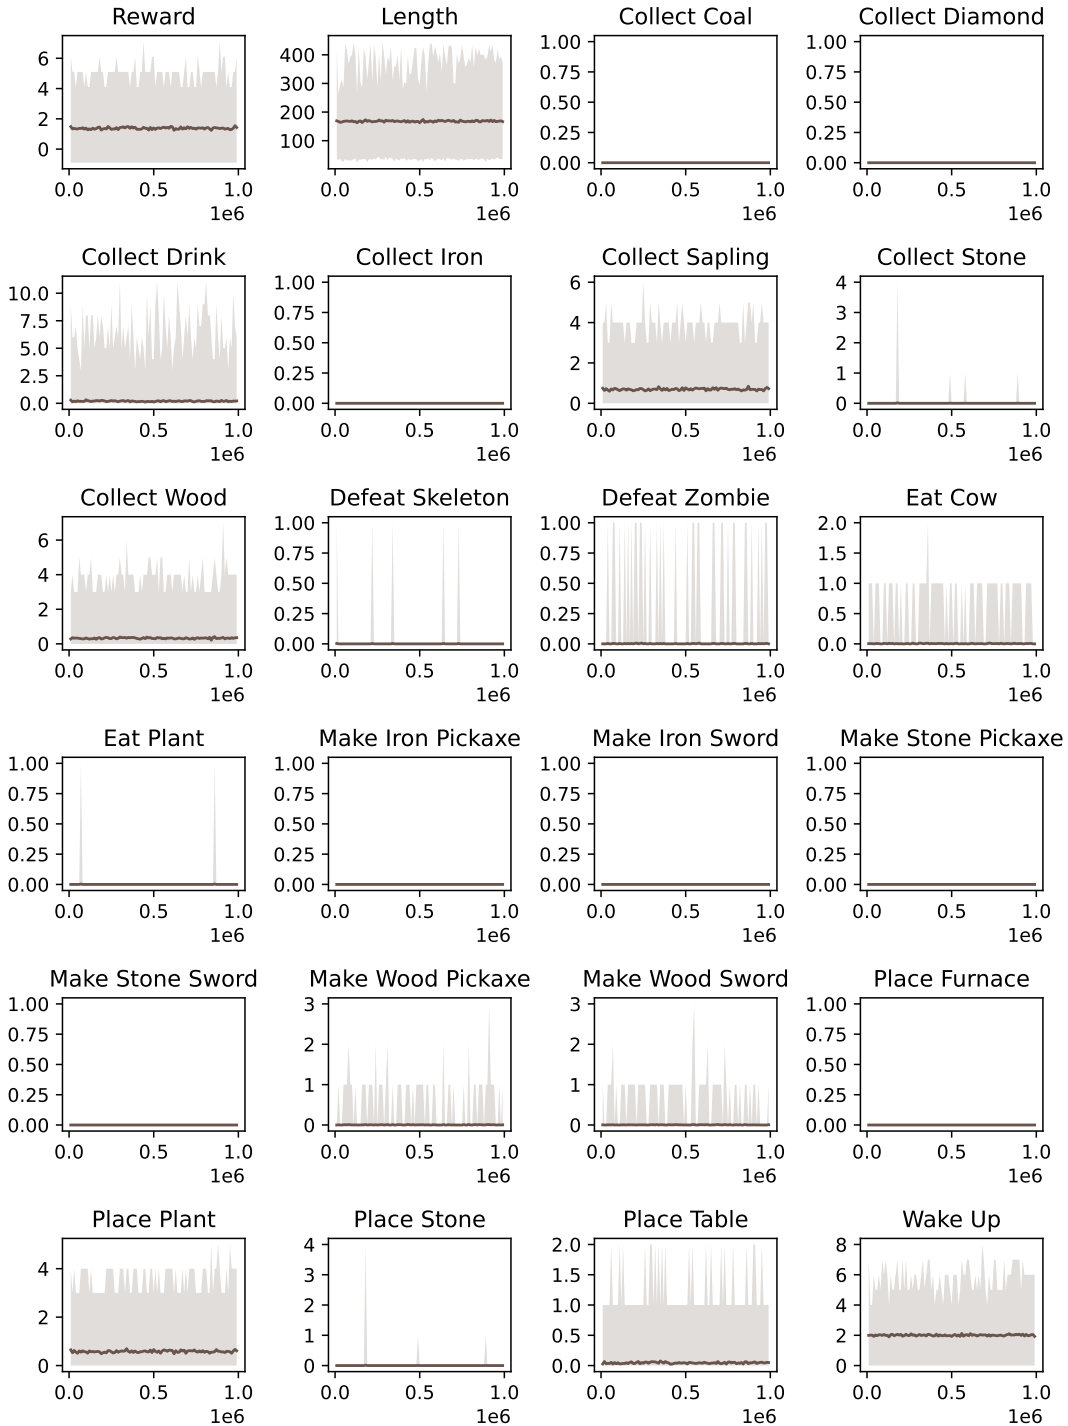 Reward Length Collect Coal Collect Diamond
6 400 1.00 1.00
4 300 0.75 0.75
2 200 0.50 0.50
0 100 0.25 0.25
0.00 0.00
0.0 0.5 1.0 0.0 0.5 1.0 0.0 0.5 1.0 0.0 0.5 1.0
1e6 1e6 1e6 1e6
Collect Drink Collect Iron Collect Sapling Collect Stone
10.0 1.00 6 4
7.5 0.75 4 3
5.0 0.50 2 2
2.5 0.25 0 1
0.0 0.00 0
0.0 0.5 1.0 0.0 0.5 1.0 0.0 0.5 1.0 0.0 0.5 1.0
1e6 1e6 1e6 1e6
Collect Wood Defeat Skeleton Defeat Zombie Eat Cow
6 1.00 1.00 2.0
4 0.75 0.75 1.5
2 0.50 0.50 1.0
0 0.25 0.25 0.5
0.00 0.00 0.0
0.0 0.5 1.0 0.0 0.5 1.0 0.0 0.5 1.0 0.0 0.5 1.0
1e6 1e6 1e6 1e6
Eat Plant Make Iron Pickaxe Make Iron Sword Make Stone Pickaxe
1.00 1.00 1.00 1.00
0.75 0.75 0.75 0.75
0.50 0.50 0.50 0.50
0.25 0.25 0.25 0.25
0.00 0.00 0.00 0.00
0.0 0.5 1.0 0.0 0.5 1.0 0.0 0.5 1.0 0.0 0.5 1.0
1e6 1e6 1e6 1e6
Make Stone Sword Make Wood Pickaxe Make Wood Sword Place Furnace
1.00 3 3 1.00
0.75 2 2 0.75
0.50 1 1 0.50
0.25 0 0 0.25
0.00 0.00
0.0 0.5 1.0 0.0 0.5 1.0 0.0 0.5 1.0 0.0 0.5 1.0
1e6 1e6 1e6 1e6
Place Plant Place Stone Place Table Wake Up
4 4 2.0 8
2 3 1.5 6
0 2 1.0 4
1 0.5 2
0 0.0 0
0.0 0.5 1.0 0.0 0.5 1.0 0.0 0.5 1.0 0.0 0.5 1.0
1e6 1e6 1e6 1e6